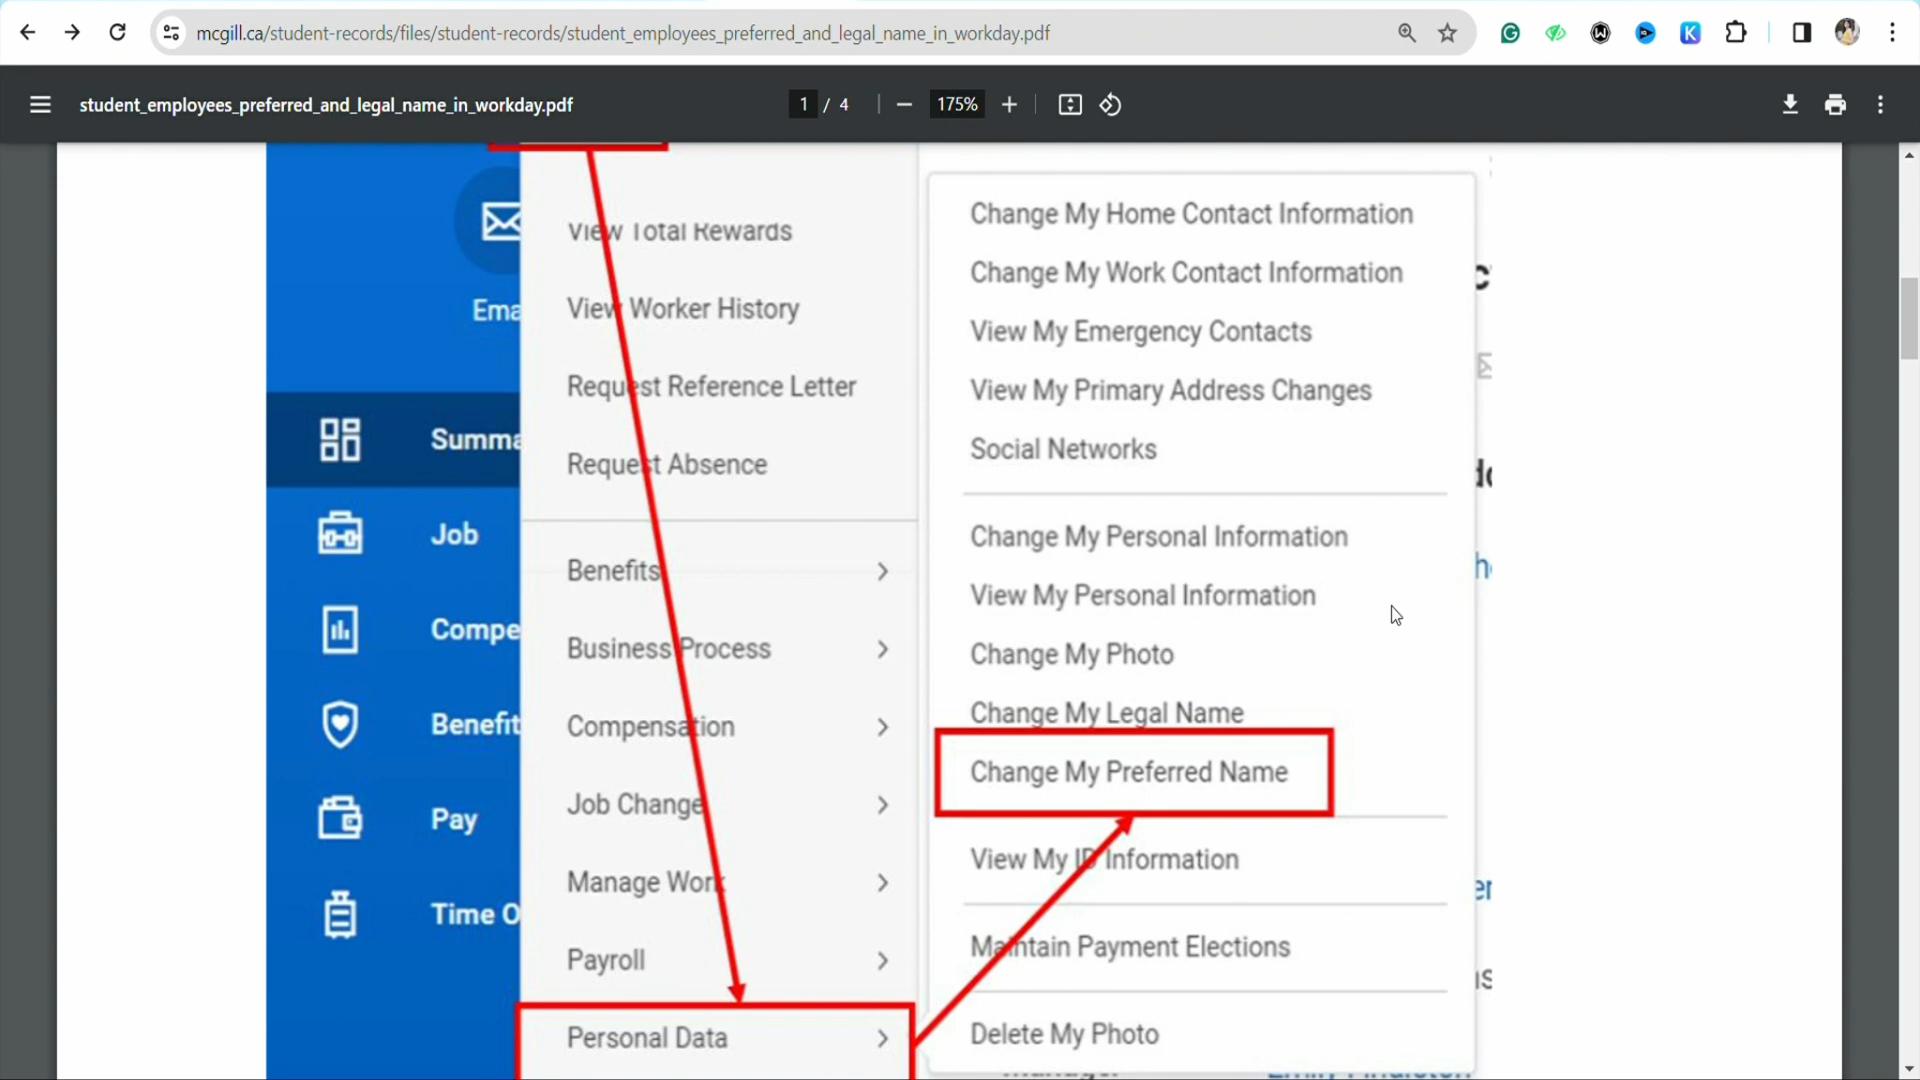 mcgill.ca/student-records/files/student-records/student_employees_preferred_and_legal_name_in_workday.pdf
student_employees_preferred_and_legal_name_in_workday.pdf
1 / 4
175%
Ema
Summa
Job
Compe
Benefit
Pay
Time O
View Total Rewards
View Worker History
Request Reference Letter
Request Absence
Benefits
Business Process
Compensation
Job Change
Manage Work
Payroll
Personal Data
Change My Home Contact Information
Change My Work Contact Information
View My Emergency Contacts
View My Primary Address Changes
Social Networks
Change My Personal Information
View My Personal Information
Change My Photo
Change My Legal Name
Change My Preferred Name
View My ID Information
Maintain Payment Elections
Delete My Photo